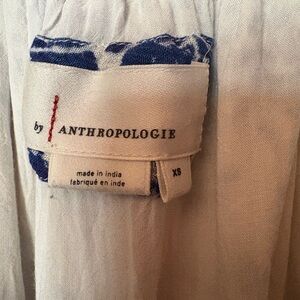 by ANTHROPOLOGIE
made in india
fabriqué en inde
XS